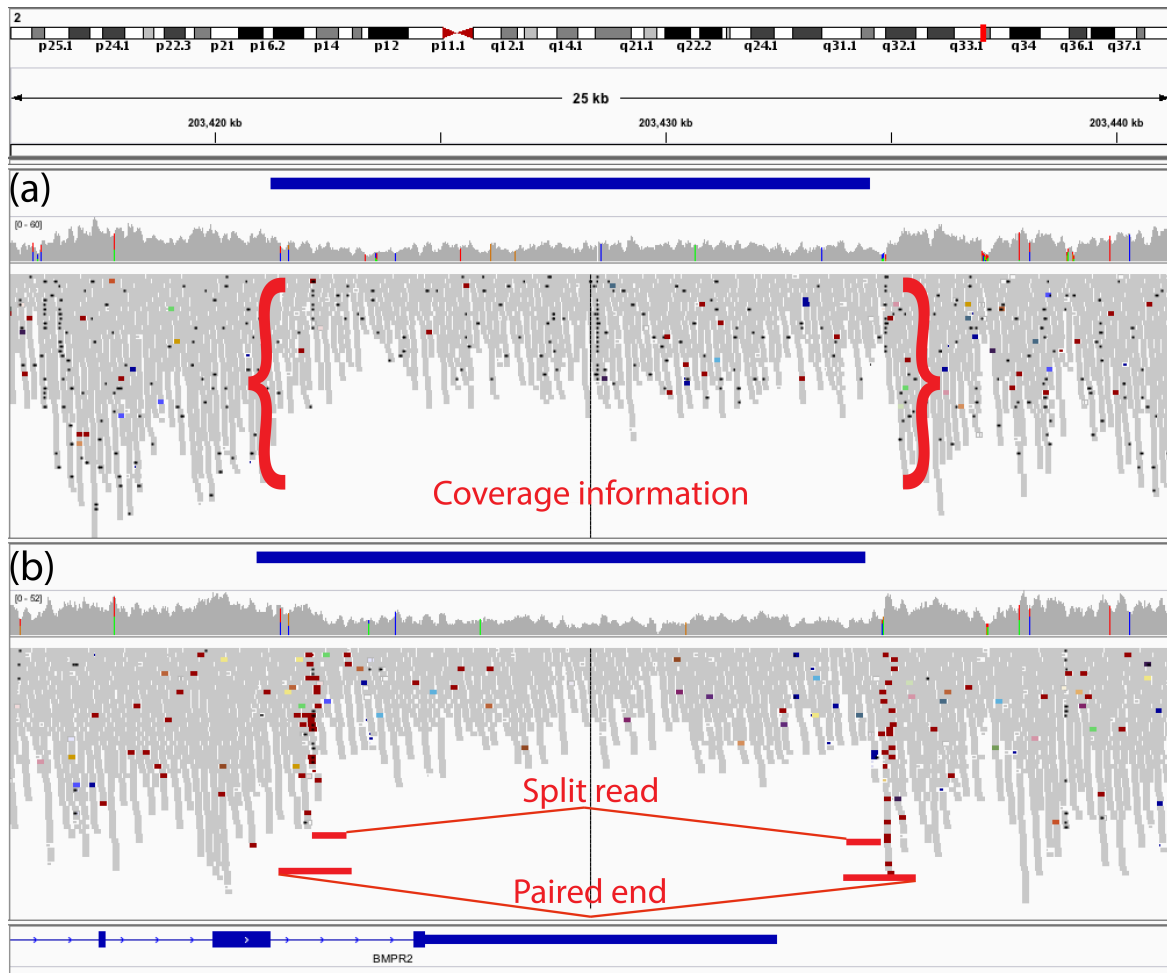 2
p25.1 p24.1 p22.3 p21 p16.2 p14 p12 p11.1 q12.1 q14.1 q21.1 q22.2 q24.1 q31.1 q32.1 q33.1 q34 q36.1 q37.1
25 kb
203,420 kb 203,430 kb 203,440 kb
(a)
[0 - 60]
Coverage information
(b)
[0 - 52]
Split read
Paired end
BMPR2